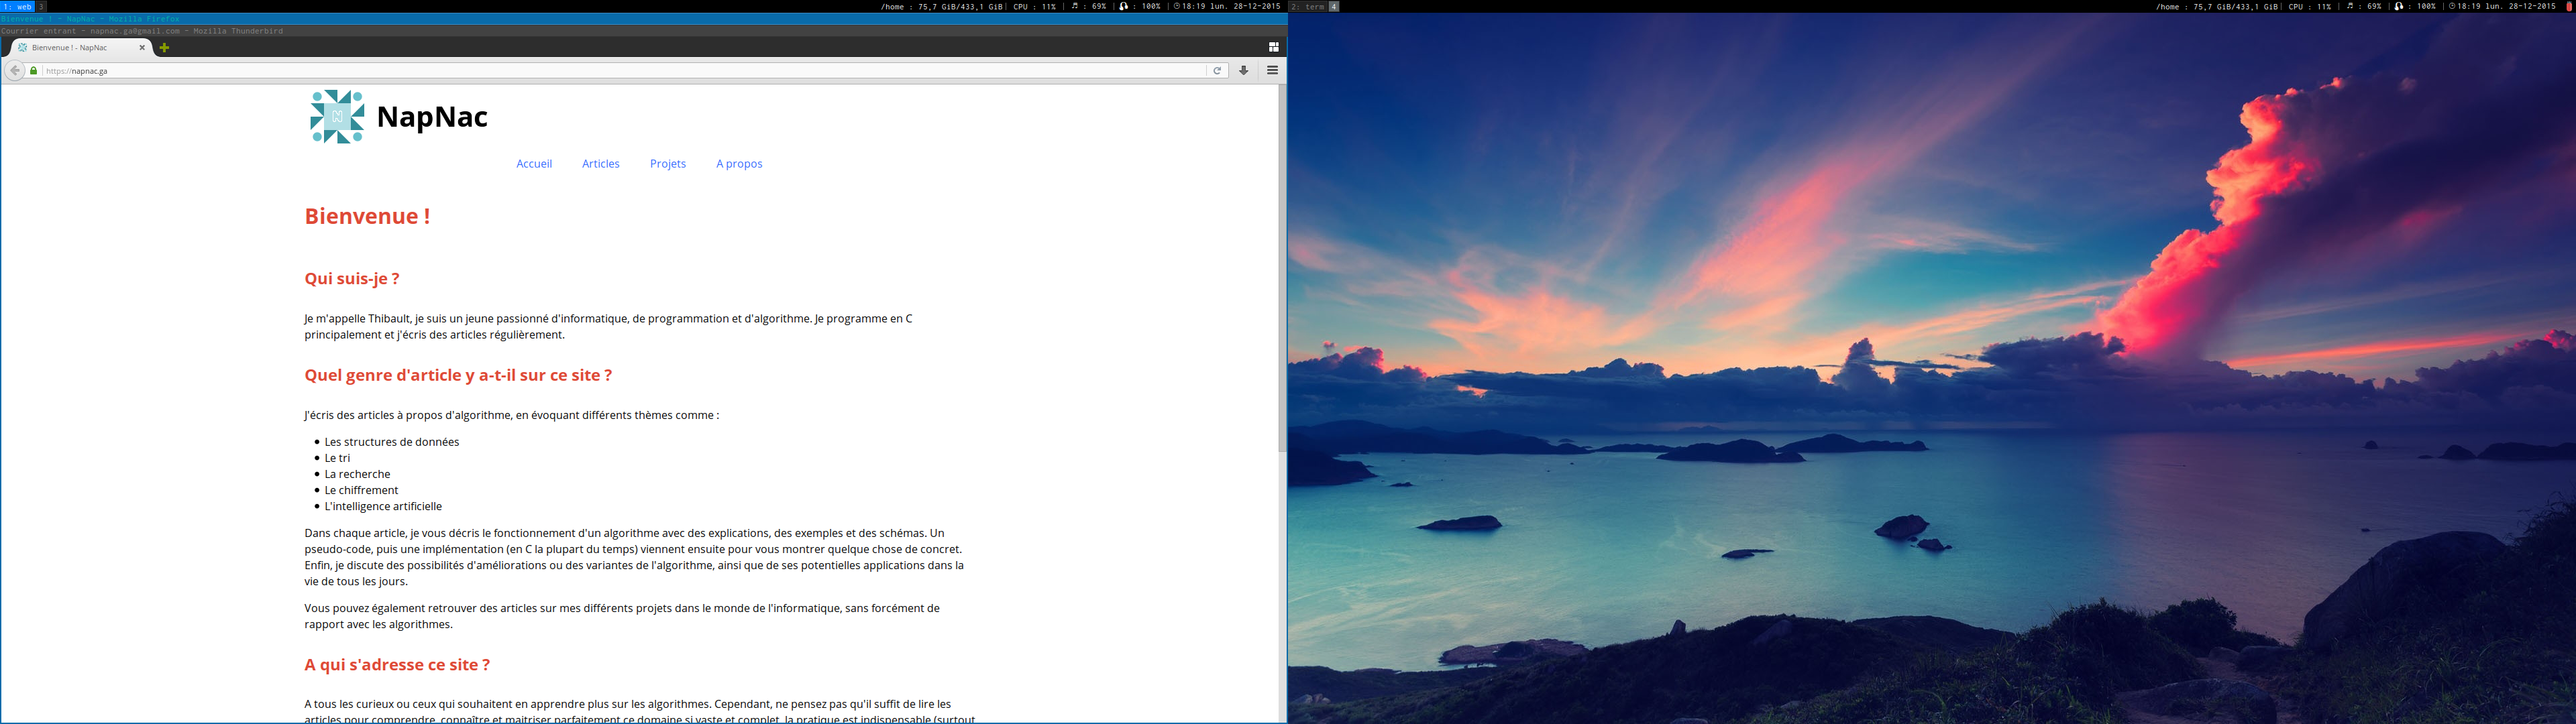 1: web 3 /home : 75,7 GiB/433,1 GiB | CPU : 11% | : 69% | : 100% | 18:19 lun. 28-12-2015
2: term 4 /home : 75,7 GiB/433,1 GiB | CPU : 11% | : 69% | : 100% | 18:19 lun. 28-12-2015
Bienvenue ! - NapNac - Mozilla Firefox
Courrier entrant - napnac.ga@gmail.com - Mozilla Thunderbird
Bienvenue ! - NapNac
https://napnac.ga
N
NapNac
Accueil Articles Projets A propos
Bienvenue !
Qui suis-je ?
Je m'appelle Thibault, je suis un jeune passionné d'informatique, de programmation et d'algorithme. Je programme en C
principalement et j'écris des articles régulièrement.
Quel genre d'article y a-t-il sur ce site ?
J'écris des articles à propos d'algorithme, en évoquant différents thèmes comme :
• Les structures de données
• Le tri
• La recherche
• Le chiffrement
• L'intelligence artificielle
Dans chaque article, je vous décris le fonctionnement d'un algorithme avec des explications, des exemples et des schémas. Un
pseudo-code, puis une implémentation (en C la plupart du temps) viennent ensuite pour vous montrer quelque chose de concret.
Enfin, je discute des possibilités d'améliorations ou des variantes de l'algorithme, ainsi que de ses potentielles applications dans la
vie de tous les jours.
Vous pouvez également retrouver des articles sur mes différents projets dans le monde de l'informatique, sans forcément de
rapport avec les algorithmes.
A qui s'adresse ce site ?
A tous les curieux ou ceux qui souhaitent en apprendre plus sur les algorithmes. Cependant, ne pensez pas qu'il suffit de lire les
articles pour comprendre, connaître et maitriser parfaitement ce domaine si vaste et complet, la pratique est indispensable (surtout